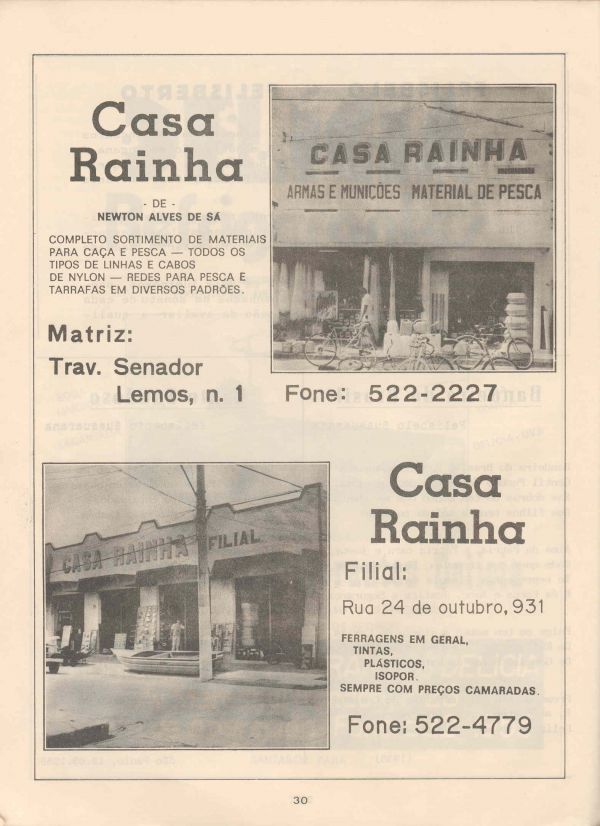 Casa
Rainha
- DE -
NEWTON ALVES DE SÁ
COMPLETO SORTIMENTO DE MATERIAIS
PARA CAÇA E PESCA — TODOS OS
TIPOS DE LINHAS E CABOS
DE NYLON — REDES PARA PESCA E
TARRAFAS EM DIVERSOS PADRÕES.
Matriz:
Trav. Senador
Lemos, n. 1
CASA RAINHA
ARMAS E MUNICÕES MATERIAL DE PESCA
Fone: 522-2227
CASA RAINHA FILIAL
Casa
Rainha
Filial:
Rua 24 de outubro, 931
FERRAGENS EM GERAL,
TINTAS,
PLÁSTICOS,
ISOPOR.
SEMPRE COM PREÇOS CAMARADAS.
Fone: 522-4779
30